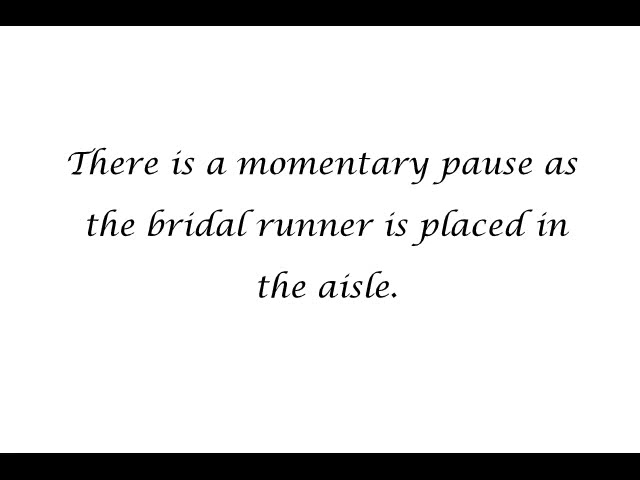 There is a momentary pause as
the bridal runner is placed in
the aisle.